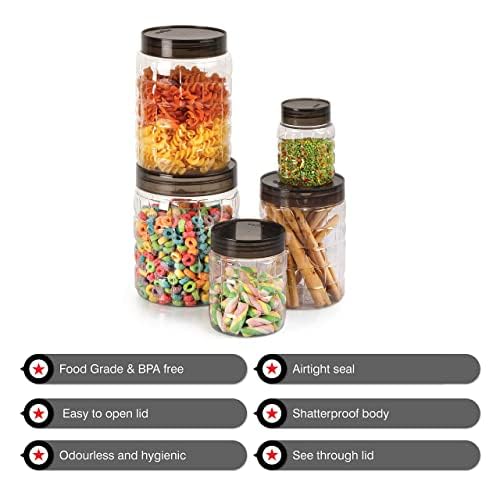 Food Grade & BPA free
Airtight seal
Easy to open lid
Shatterproof body
Odourless and hygienic
See through lid